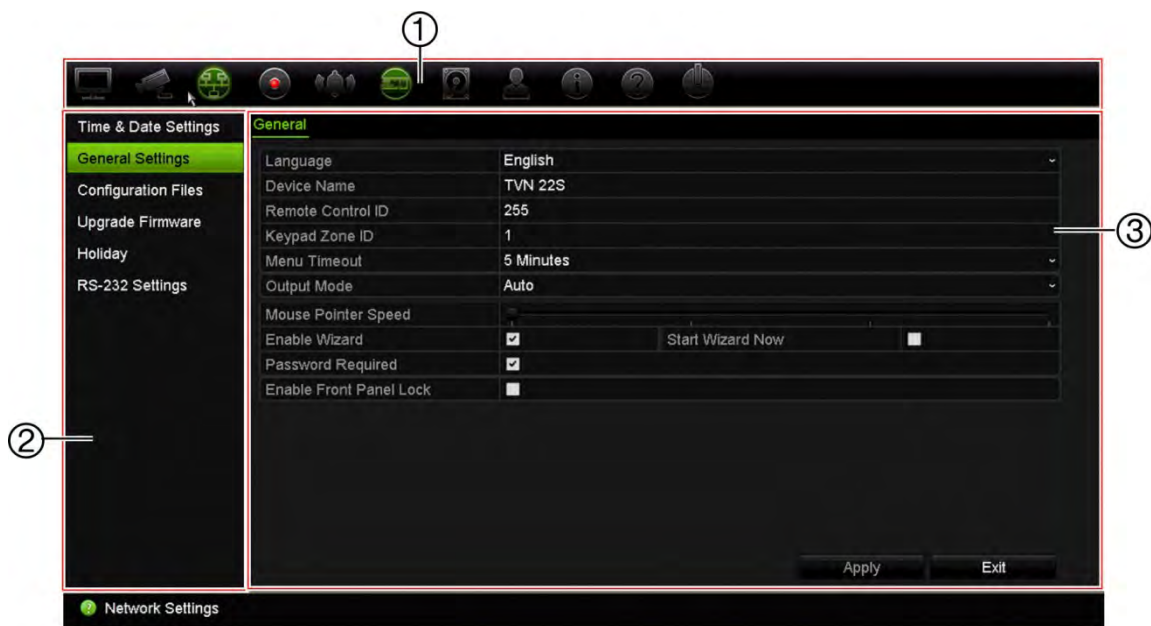 ①
Time & Date Settings
General Settings
Configuration Files
Upgrade Firmware
Holiday
RS-232 Settings
②
General
Language English
Device Name TVN 22S
Remote Control ID 255
Keypad Zone ID 1
Menu Timeout 5 Minutes
Output Mode Auto
Mouse Pointer Speed
Enable Wizard Start Wizard Now
Password Required
Enable Front Panel Lock
③
Apply Exit
Network Settings